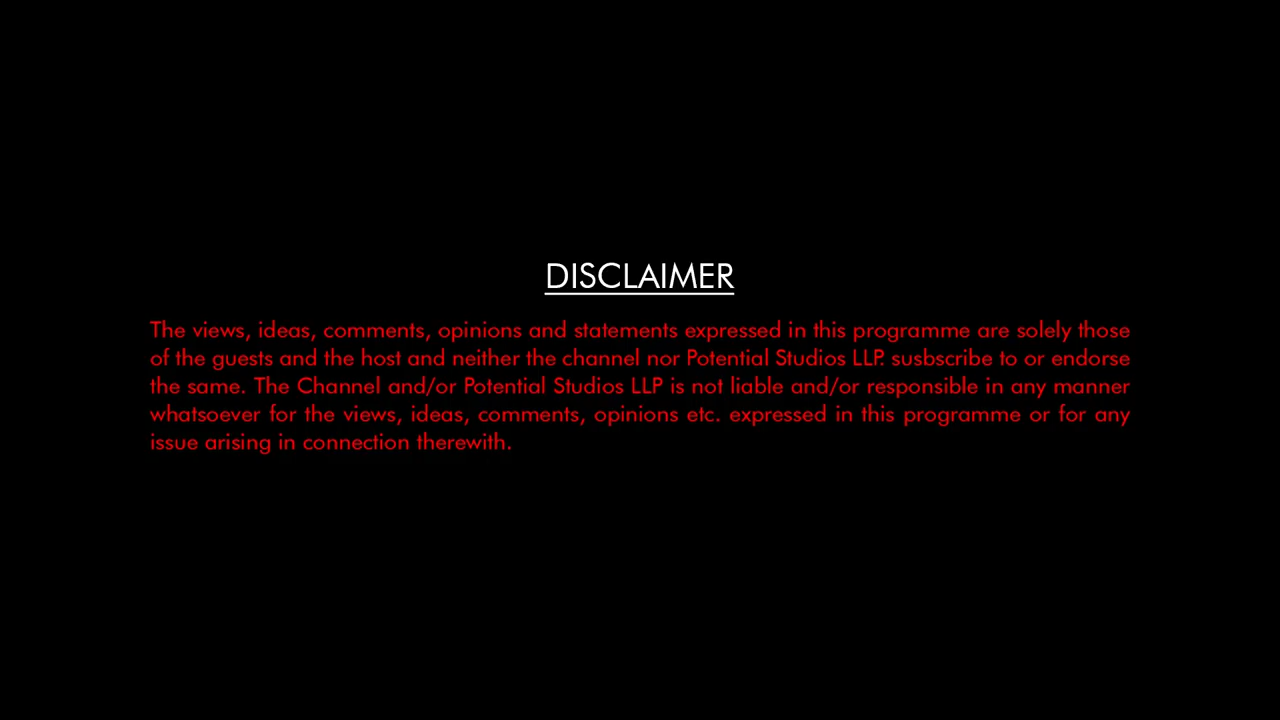 DISCLAIMER
The views, ideas, comments, opinions and statements expressed in this programme are solely those
of the guests and the host and neither the channel nor Potential Studios LLP. susbscribe to or endorse
the same. The Channel and/or Potential Studios LLP is not liable and/or responsible in any manner
whatsoever for the views, ideas, comments, opinions etc. expressed in this programme or for any
issue arising in connection therewith.